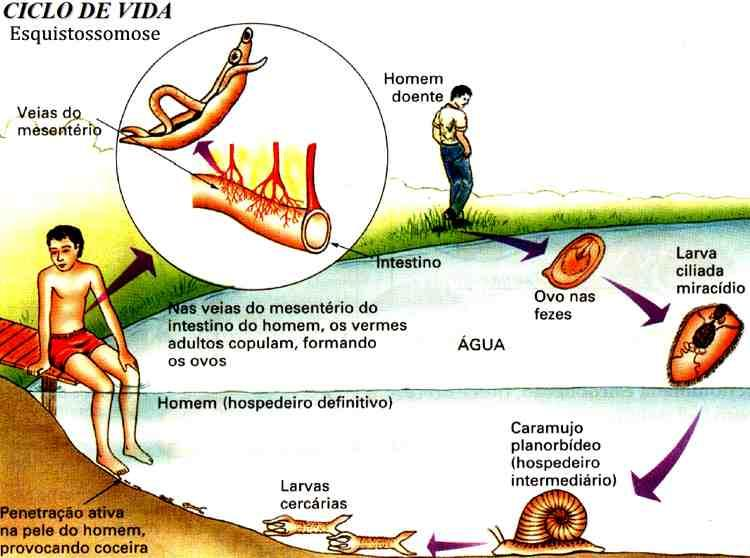 CICLO DE VIDA
Esquistossomose
Veias do
mesentério
Homem
doente
Intestino
Ovo nas
fezes
Larva
ciliada
miracídio
Nas veias do mesentério do
intestino do homem, os vermes
adultos copulam, formando
os ovos
ÁGUA
Homem (hospedeiro definitivo)
Caramujo
planorbídeo
(hospedeiro
intermediário)
Larvas
cercárias
Penetração ativa
na pele do homem,
provocando coceira